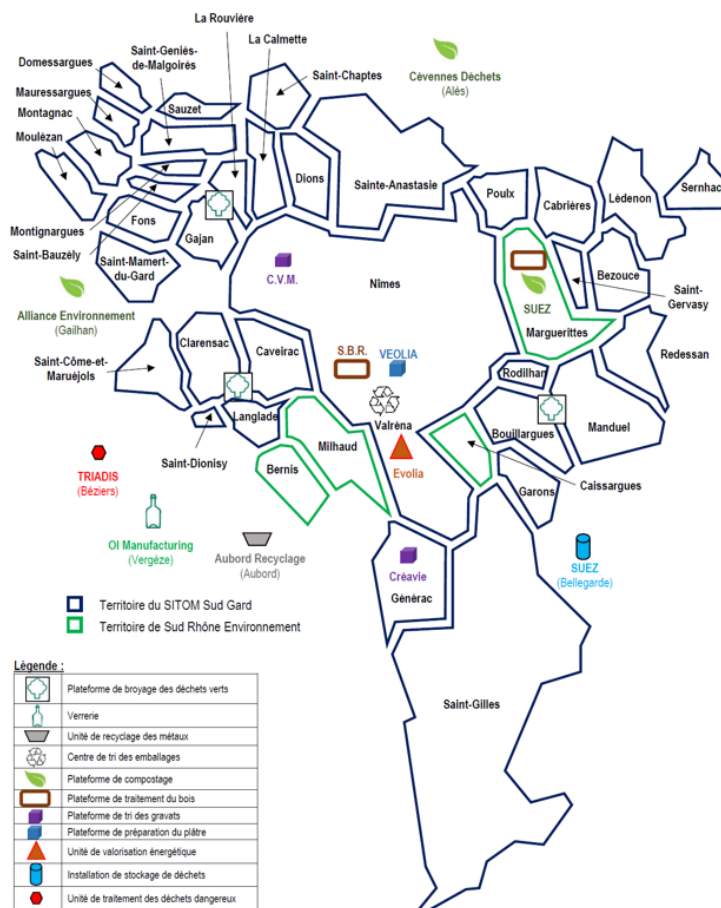 La Rouvière
La Calmette
Saint-Geniès-
de-Malgoirès
Domessargues
Saint-Chaptes
Cévennes Déchets
(Alès)
Mauressargues
Sauzet
Montagnac
Moulézan
Dions
Sainte-Anastasie
Poulx
Cabrières
Lédenon
Sernhac
Fons
Gajan
Montignargues
Saint-Bauzély
Saint-Mamert-
du-Gard
C.V.M.
Nîmes
Bezouce
Saint-
Gervasy
SUEZ
Marguerittes
Alliance Environnement
(Gailhan)
Clarensac
Caveirac
S.B.R.
VEOLIA
Redessan
Saint-Côme-et-
Maruéjols
Rodilhan
Langlade
Valréna
Bouillargues
Manduel
Milhaud
Saint-Dionisy
Bernis
Evolia
Caissargues
Garons
TRIADIS
(Béziers)
OI Manufacturing
(Vergéze)
Aubord Recyclage
(Aubord)
Créavie
Générac
SUEZ
(Bellegarde)
Territoire du SITOM Sud Gard
Territoire de Sud Rhône Environnement
Saint-Gilles
Légende :
Plateforme de broyage des déchets verts
Verrerie
Unité de recyclage des métaux
Centre de tri des emballages
Plateforme de compostage
Plateforme de traitement du bois
Plateforme de tri des gravats
Plateforme de préparation du plâtre
Unité de valorisation énergétique
Installation de stockage de déchets
Unité de traitement des déchets dangereux